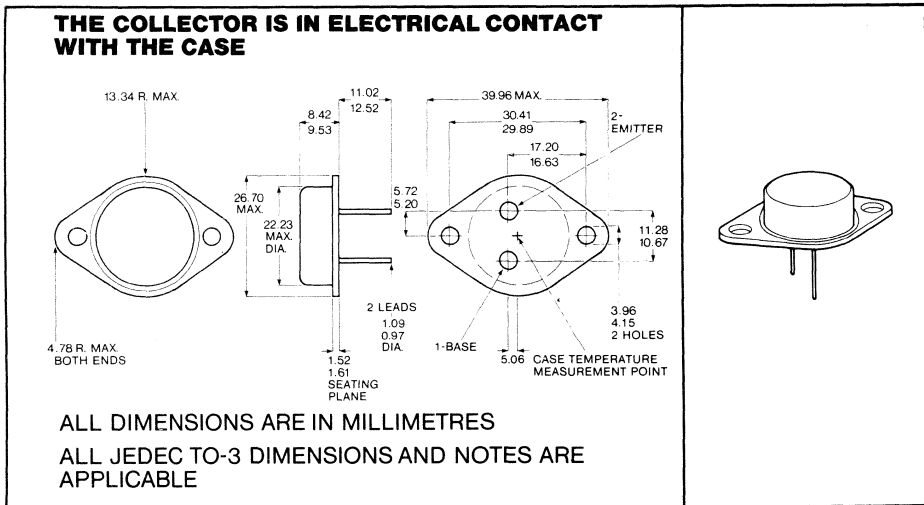 THE COLLECTOR IS IN ELECTRICAL CONTACT
WITH THE CASE
13.34 R. MAX.
11.02
12.52
8.42
9.53
39.96 MAX.
30.41
29.89
2-
EMITTER
17.20
16.63
26.70
MAX.
22.23
MAX.
DIA.
5.72
5.20
11.28
10.67
2 LEADS
1.09
0.97
DIA.
3.96
4.15
2 HOLES
4.78 R. MAX.
BOTH ENDS
1.52
1.61
SEATING
PLANE
1-BASE
5.06
CASE TEMPERATURE
MEASUREMENT POINT
ALL DIMENSIONS ARE IN MILLIMETRES
ALL JEDEC TO-3 DIMENSIONS AND NOTES ARE
APPLICABLE